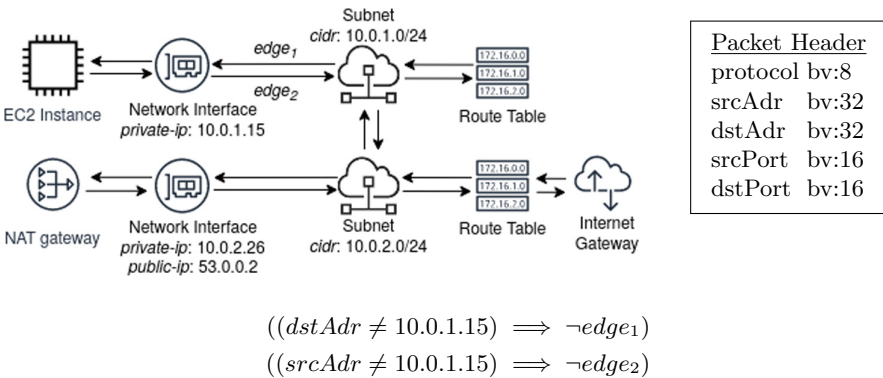 Subnet
cidr: 10.0.1.0/24
edge1
edge2
172.16.0.0
172.16.1.0
172.16.2.0
EC2 Instance
Network Interface
private-ip: 10.0.1.15
Route Table
172.16.0.0
172.16.1.0
172.16.2.0
NAT gateway
Network Interface
private-ip: 10.0.2.26
public-ip: 53.0.0.2
Subnet
cidr: 10.0.2.0/24
Route Table
Internet
Gateway
Packet Header
protocol bv:8
srcAdr bv:32
dstAdr bv:32
srcPort bv:16
dstPort bv:16
((dstAdr ≠ 10.0.1.15) ⟹ ¬edge₁)
((srcAdr ≠ 10.0.1.15) ⟹ ¬edge₂)